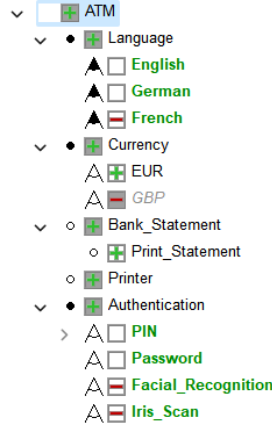 ATM
Language
English
German
French
Currency
EUR
GBP
Bank_Statement
Print_Statement
Printer
Authentication
PIN
Password
Facial_Recognition
Iris_Scan